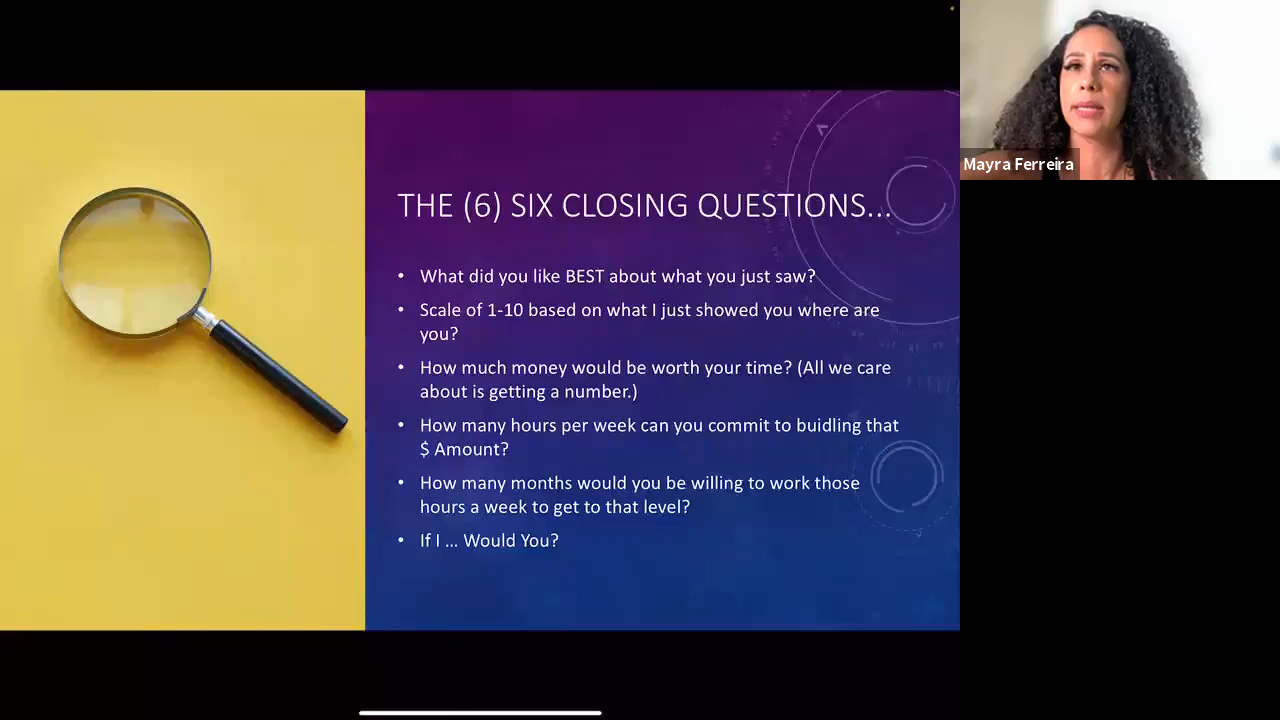 THE (6) SIX CLOSING QUESTIONS...
• What did you like BEST about what you just saw?
• Scale of 1-10 based on what I just showed you where are
you?
• How much money would be worth your time? (All we care
about is getting a number.)
• How many hours per week can you commit to buidling that
$ Amount?
• How many months would you be willing to work those
hours a week to get to that level?
• If I ... Would You?
Mayra Ferreira